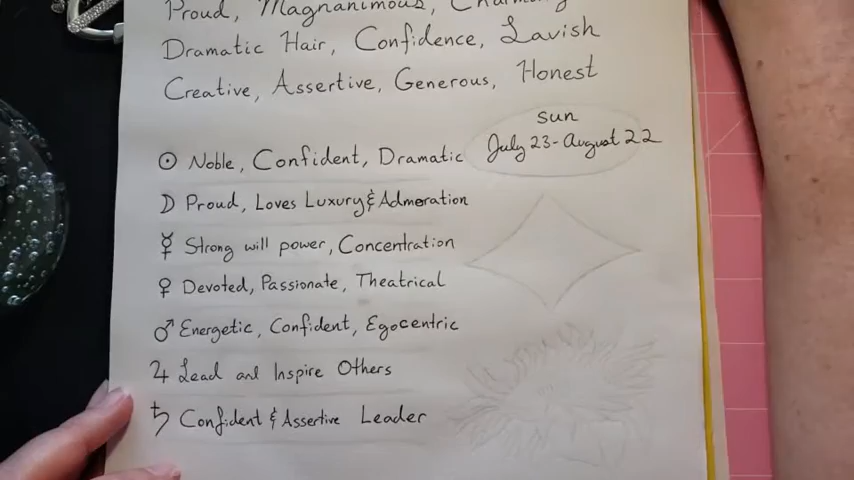 Proud, Magnanimous, Charming
Dramatic Hair, Confidence, Lavish
Creative, Assertive, Generous, Honest
Sun
July 23-August 22
☉ Noble, Confident, Dramatic
☽ Proud, Loves Luxury & Admeration
☿ Strong will power, Concentration
♀ Devoted, Passionate, Theatrical
♂ Energetic, Confident, Egocentric
♃ Lead and Inspire Others
♄ Confident & Assertive Leader